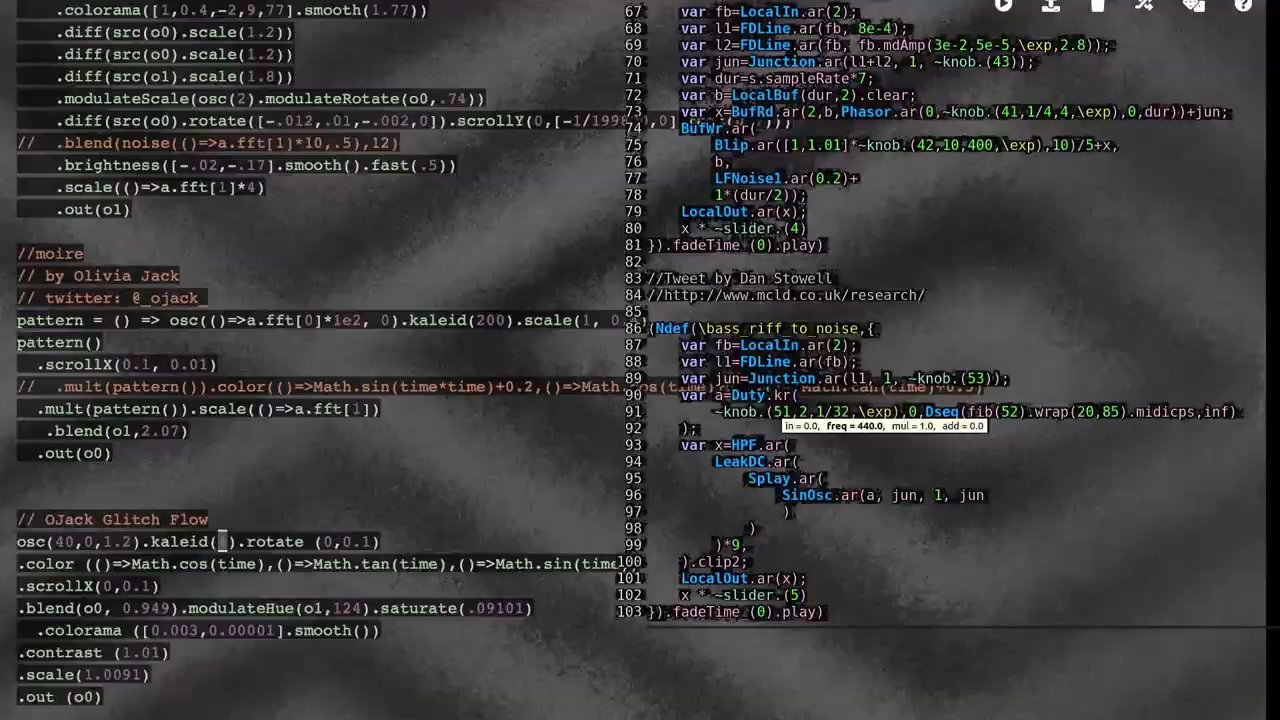 .colorama([1,0.4,-2,9,77].smooth(1.77))
.diff(src(o0).scale(1.2))
.diff(src(o0).scale(1.2))
.diff(src(o1).scale(1.8))
.modulateScale(osc(2).modulateRotate(o0,.74))
.diff(o0).rotate([-.012,.01,-.002,0]).scrollY(0,[-1/199
//  .blend(noise(()=>a.fft[1]*10,.5),12)
.brightness([-.02,-.17].smooth().fast(.5))
.scale(()=>a.fft[1]*4)
.out(o1)
//moire
// by Olivia Jack
// twitter: @_ojack_
pattern = () => osc(()=>a.fft[0]*1e2, 0).kaleid(200).scale(1, 0
pattern()
.scrollX(0.1, 0.01)
//  .mult(pattern()).color(()=>Math.sin(time*time)+0.2,()=>Math.
.mult(pattern()).scale(()=>a.fft[1])
.blend(o1,2.07)
.out(o0)
// OJack Glitch Flow
osc(40,0,1.2).kaleid( ).rotate (0,0.1)
.color (()=>Math.cos(time),()=>Math.tan(time),()=>Math.sin(time
.scrollX(0,0.1)
.blend(o0, 0.949).modulateHue(o1,124).saturate(.09101)
.colorama ([0.003,0.00001].smooth())
.contrast (1.01)
.scale(1.0091)
.out (o0)
67 var fb=LocalIn.ar(2);
68 var l1=FDLine.ar(fb, 8e-4);
69 var l2=FDLine.ar(fb, fb.mdAmp(3e-2,5e-5,\exp,2.8));
70 var jun=Junction.ar(l1+l2, 1, ~knob.(43));
71 var dur=s.sampleRate*7;
72 var b=LocalBuf(dur,2).clear;
73 var x=BufRd.ar(2,b,Phasor.ar(0,~knob.(41,1/4,4,\exp),0,dur))+jun;
74 BufWr.ar(
75 Blip.ar([1,1.01]*~knob.(42,10,400,\exp),10)/5+x,
76 b,
77 LFNoise1.ar(0.2)+
78 1*(dur/2));
79 LocalOut.ar(x);
80 x * ~slider.(4)
81 }).fadeTime_(0).play)
82
83 //Tweet by Dan Stowell
84 //http://www.mcld.co.uk/research/
85
86 (Ndef(\bass_riff_to_noise,{
87 var fb=LocalIn.ar(2);
88 var l1=FDLine.ar(fb);
89 var jun=Junction.ar(l1, 1, ~knob.(53));
90 var a=Duty.kr(
91 ~knob.(51,2,1/32,\exp),0,Dseq(fib(52).wrap(20,85).midicps,inf)
92 );
in = 0.0, freq = 440.0, mul = 1.0, add = 0.0
93 var x=HPF.ar(
94 LeakDC.ar(
95 Splay.ar(
96 SinOsc.ar(a, jun, 1, jun
97 )
98 )
99 )*9,
100 ).clip2;
101 LocalOut.ar(x);
102 x * ~slider.(5)
103 }).fadeTime_(0).play)